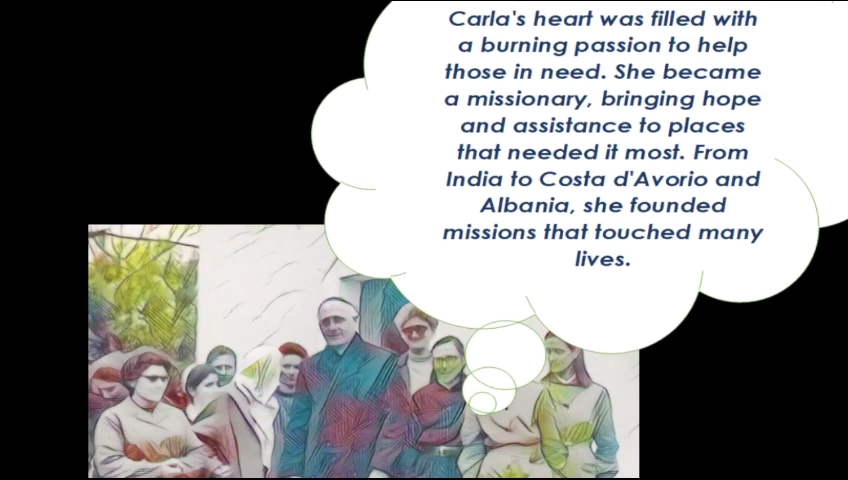 Carla's heart was filled with
a burning passion to help
those in need. She became
a missionary, bringing hope
and assistance to places
that needed it most. From
India to Costa d'Avorio and
Albania, she founded
missions that touched many
lives.